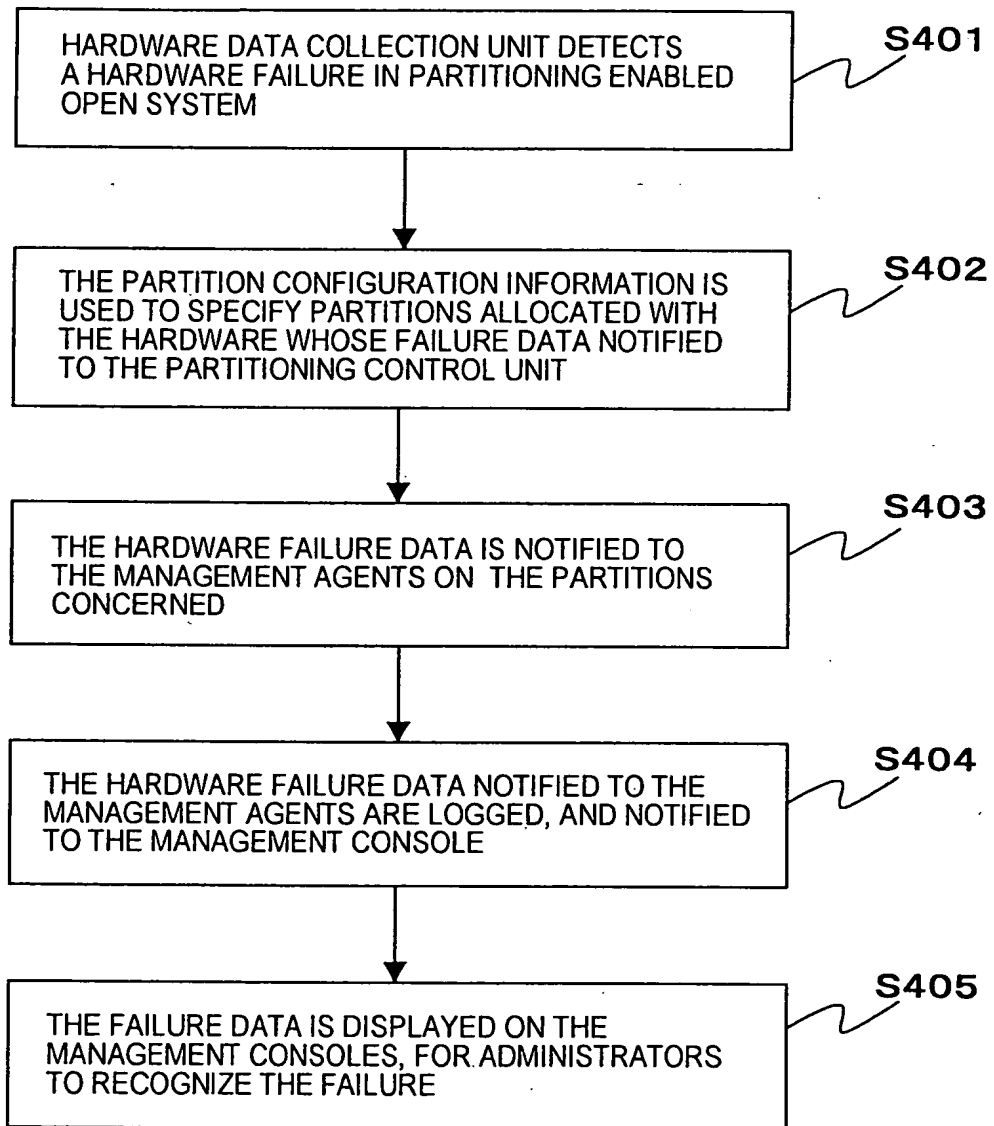 HARDWARE DATA COLLECTION UNIT DETECTS
A HARDWARE FAILURE IN PARTITIONING ENABLED
OPEN SYSTEM
S401
THE PARTITION CONFIGURATION INFORMATION IS
USED TO SPECIFY PARTITIONS ALLOCATED WITH
THE HARDWARE WHOSE FAILURE DATA NOTIFIED
TO THE PARTITIONING CONTROL UNIT
S402
THE HARDWARE FAILURE DATA IS NOTIFIED TO
THE MANAGEMENT AGENTS ON THE PARTITIONS
CONCERNED
S403
THE HARDWARE FAILURE DATA NOTIFIED TO THE
MANAGEMENT AGENTS ARE LOGGED, AND NOTIFIED
TO THE MANAGEMENT CONSOLE
S404
THE FAILURE DATA IS DISPLAYED ON THE
MANAGEMENT CONSOLES, FOR ADMINISTRATORS
TO RECOGNIZE THE FAILURE
S405